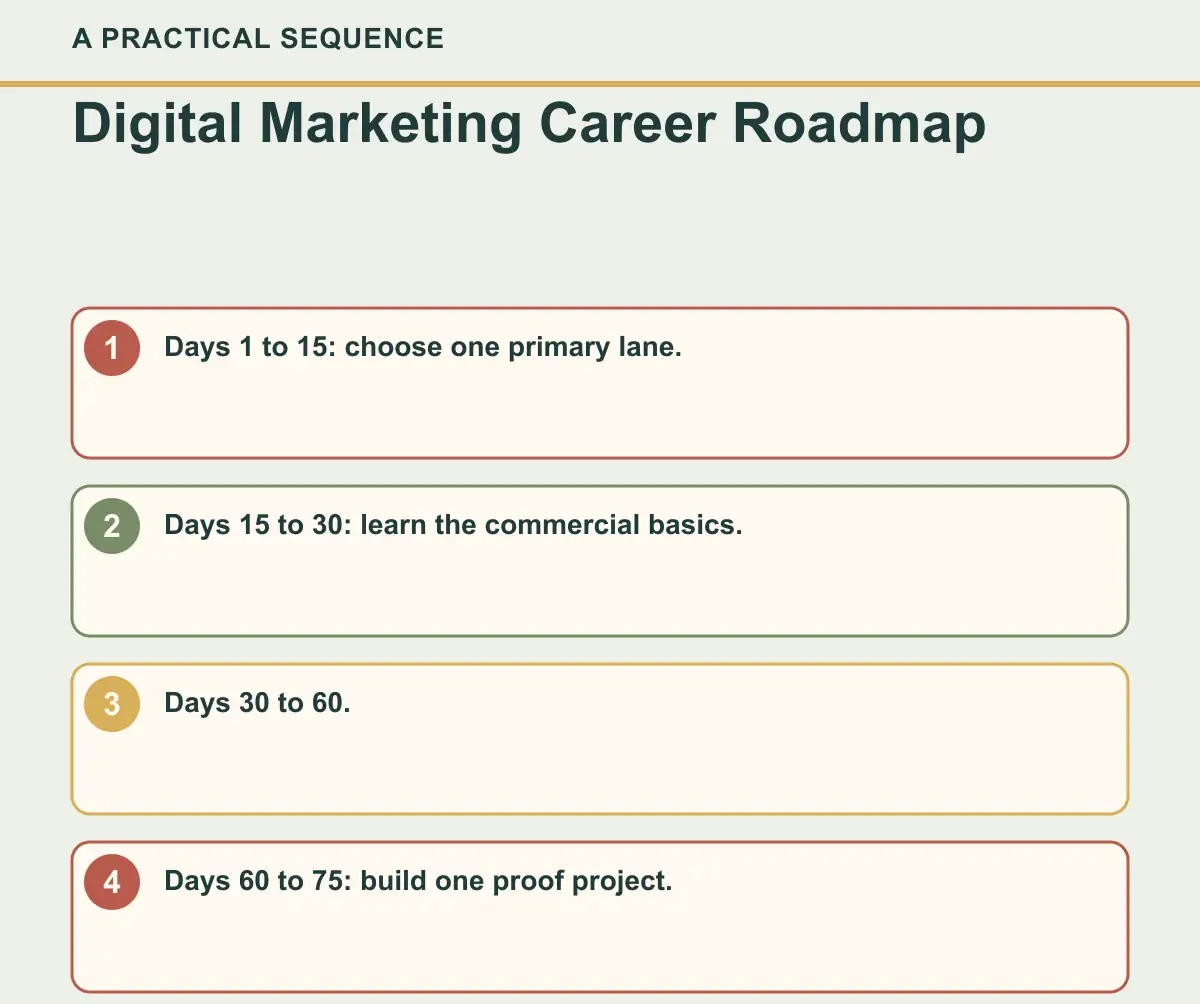 A PRACTICAL SEQUENCE
Digital Marketing Career Roadmap
1 Days 1 to 15: choose one primary lane.
2 Days 15 to 30: learn the commercial basics.
3 Days 30 to 60.
4 Days 60 to 75: build one proof project.